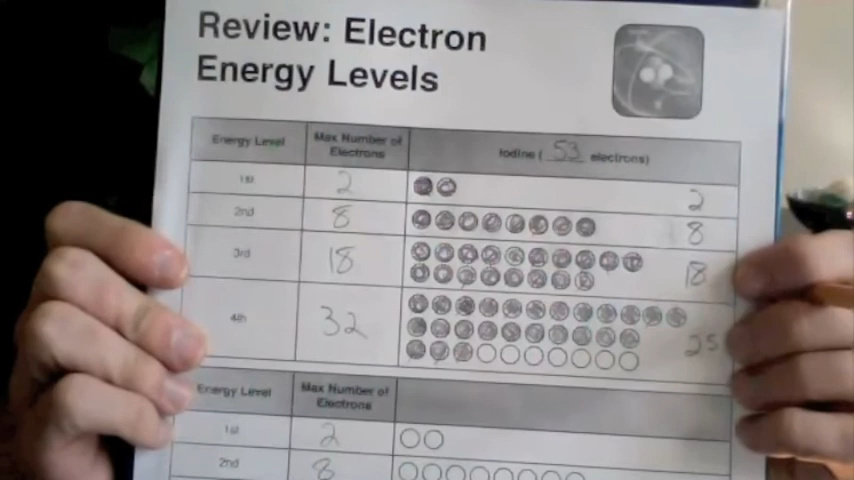 Review: Electron
Energy Levels
Energy Level
Max Number of
Electrons
Iodine ( 53 electrons)
1st
2
2
2nd
8
8
3rd
18
18
4th
32
25
Energy Level
Max Number of
Electrons
1st
2
2nd
8